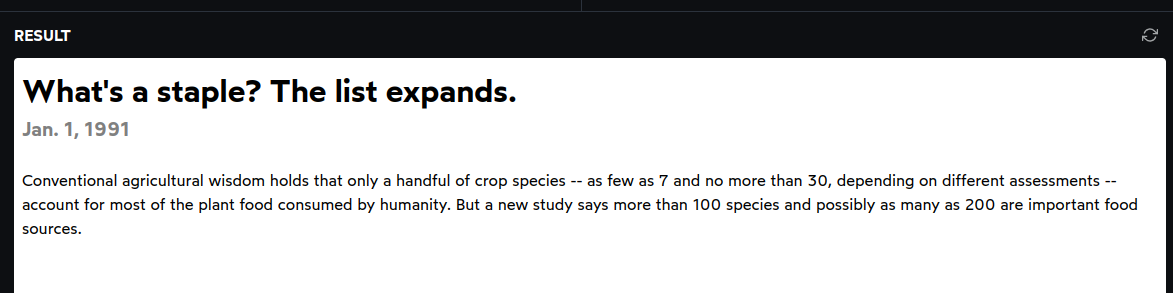 RESULT
What's a staple? The list expands.
Jan. 1, 1991
Conventional agricultural wisdom holds that only a handful of crop species -- as few as 7 and no more than 30, depending on different assessments --
account for most of the plant food consumed by humanity. But a new study says more than 100 species and possibly as many as 200 are important food
sources.